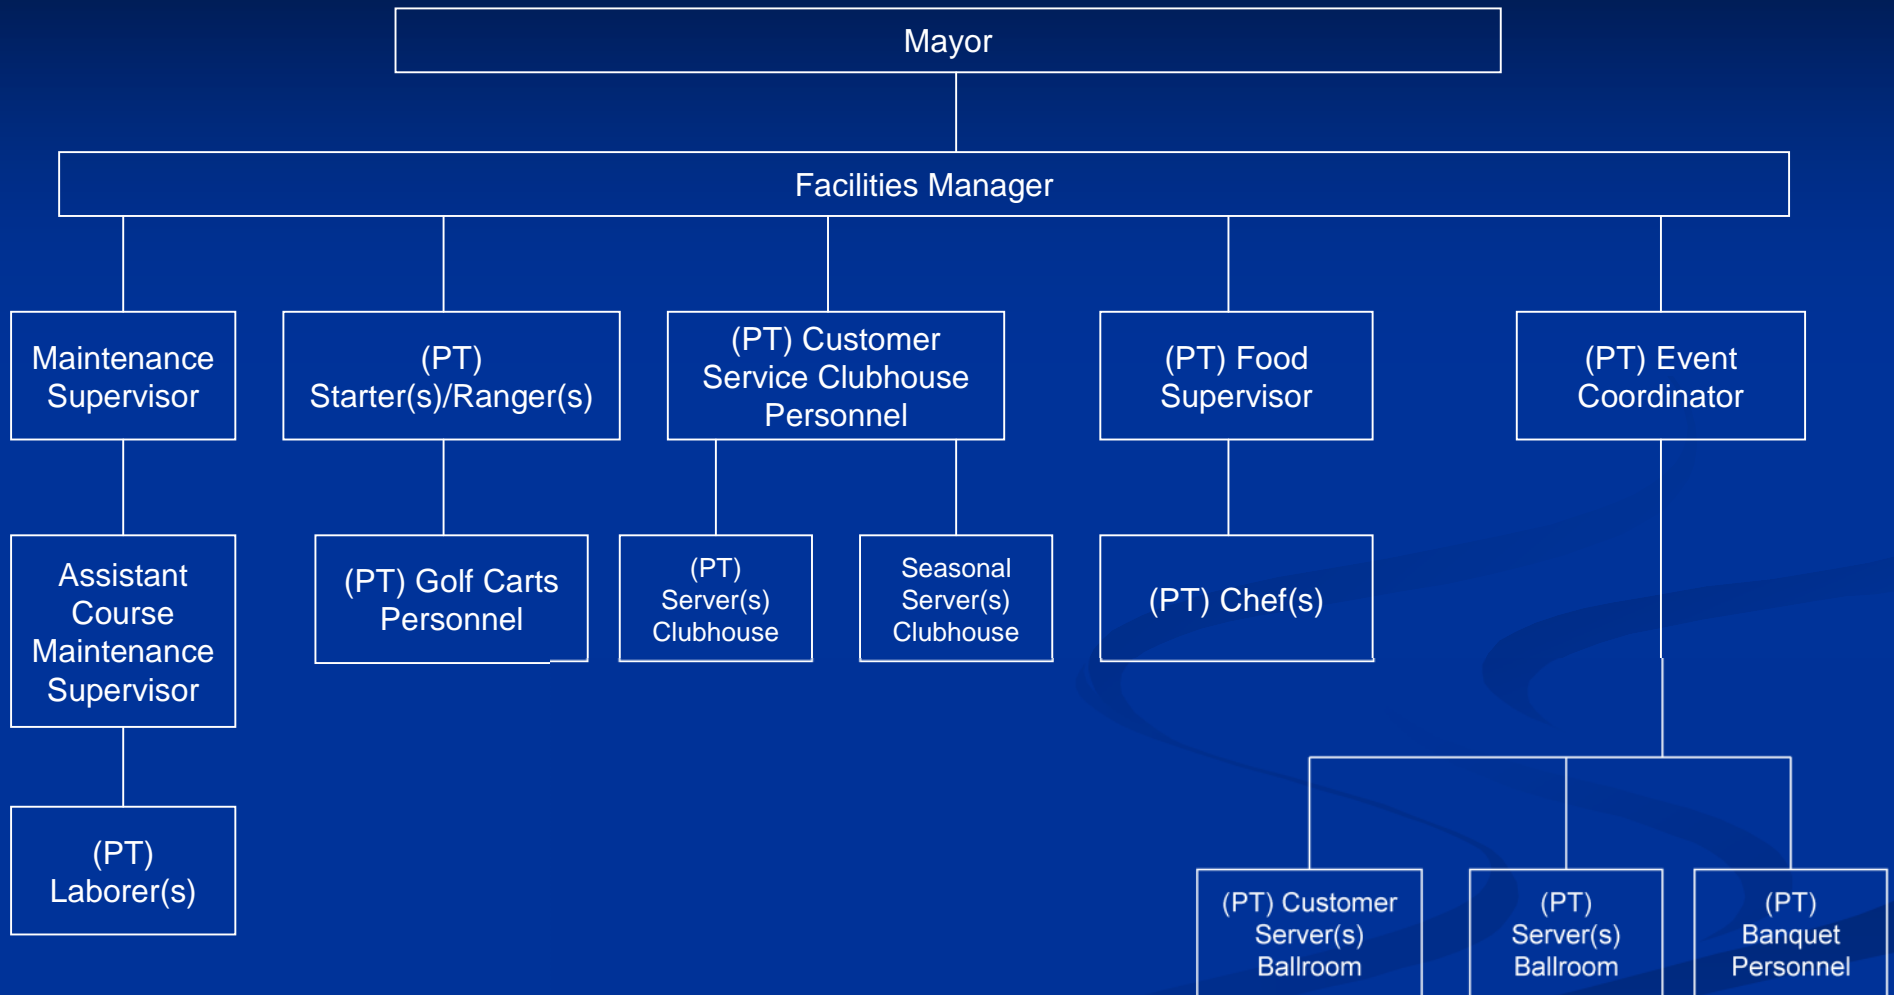 Mayor
Facilities Manager
Maintenance
Supervisor
(PT)
Starter(s)/Ranger(s)
(PT) Customer
Service Clubhouse
Personnel
(PT) Food
Supervisor
(PT) Event
Coordinator
Assistant
Course
Maintenance
Supervisor
(PT) Golf Carts
Personnel
(PT)
Server(s)
Clubhouse
Seasonal
Server(s)
Clubhouse
(PT) Chef(s)
(PT)
Laborer(s)
(PT) Customer
Server(s)
Ballroom
(PT)
Server(s)
Ballroom
(PT)
Banquet
Personnel